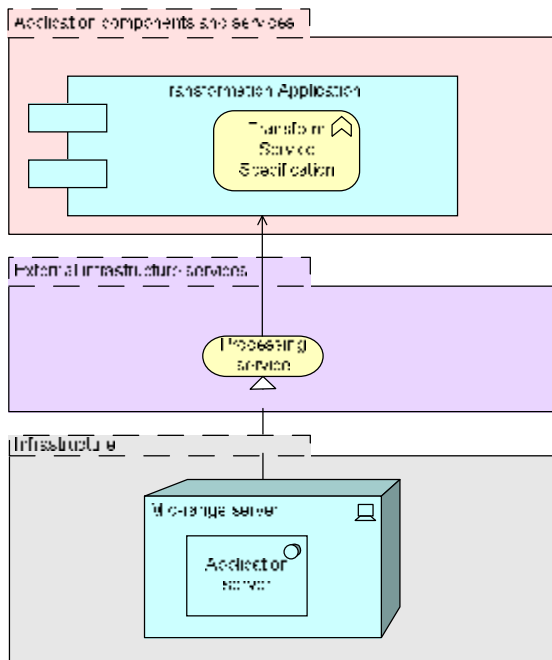 Application components and services
Transformation Application
Transform
Service
Specification
External infrastructure services
Processing
service
Infrastructure
Mid-range server
Application
server